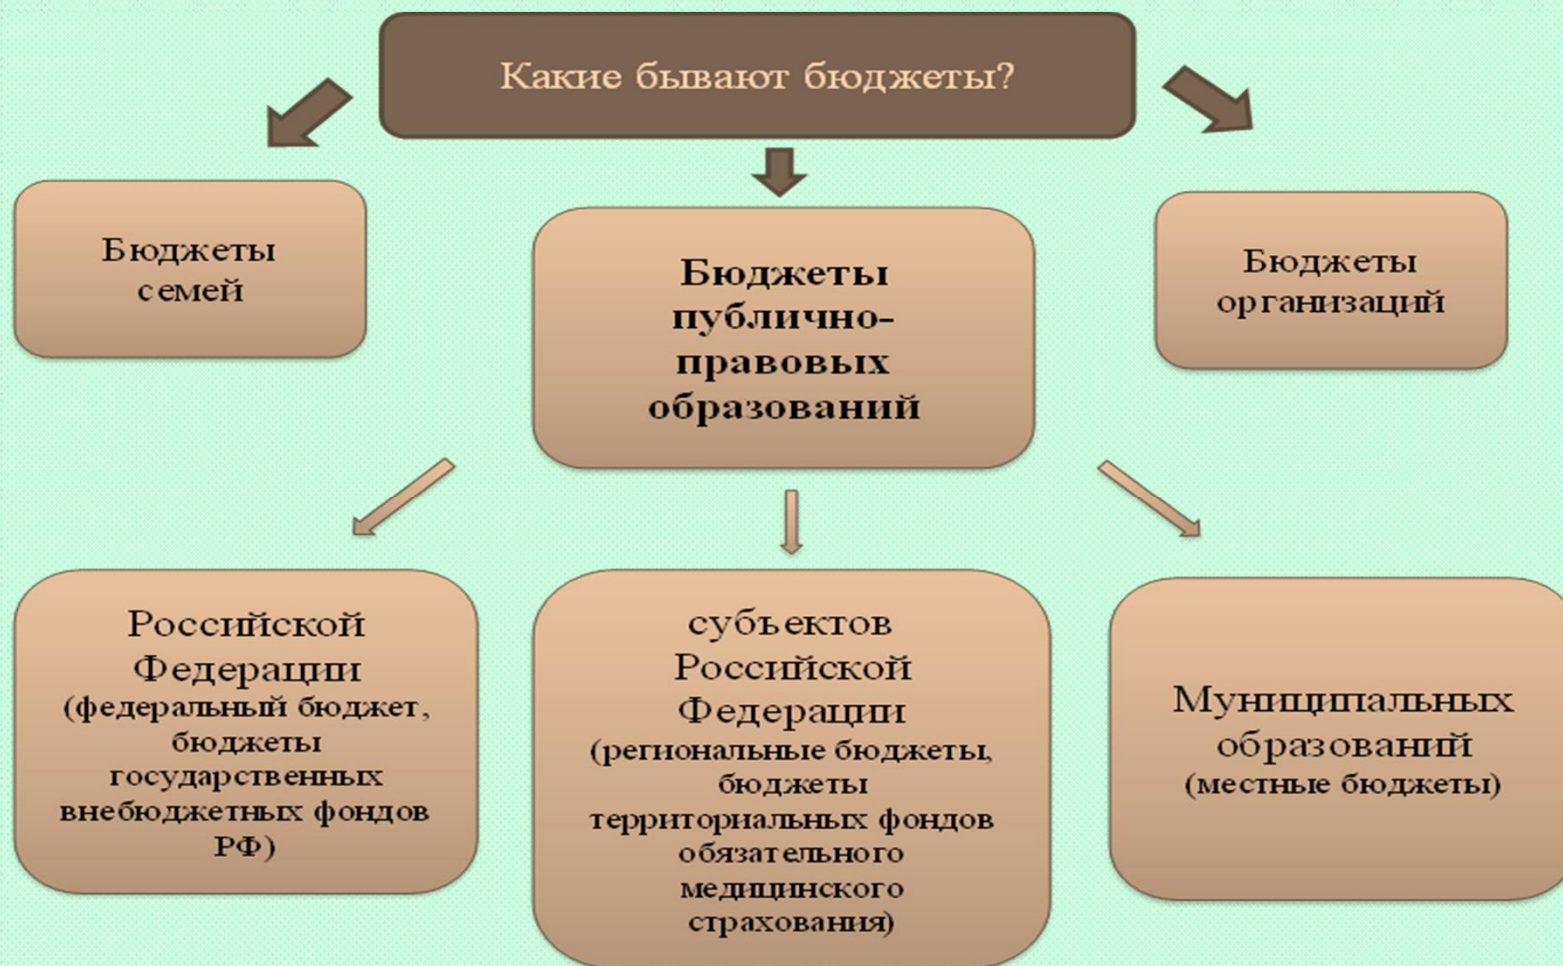 Какие бывают бюджеты?
Бюджеты
семей
Бюджеты
публично-
правовых
образований
Бюджеты
организаций
Российской
Федерации
(федеральный бюджет,
бюджеты
государственных
внебюджетных фондов
РФ)
субъектов
Российской
Федерации
(региональные бюджеты,
бюджеты
территориальных фондов
обязательного
медицинского
страхования)
Муниципальных
образований
(местные бюджеты)